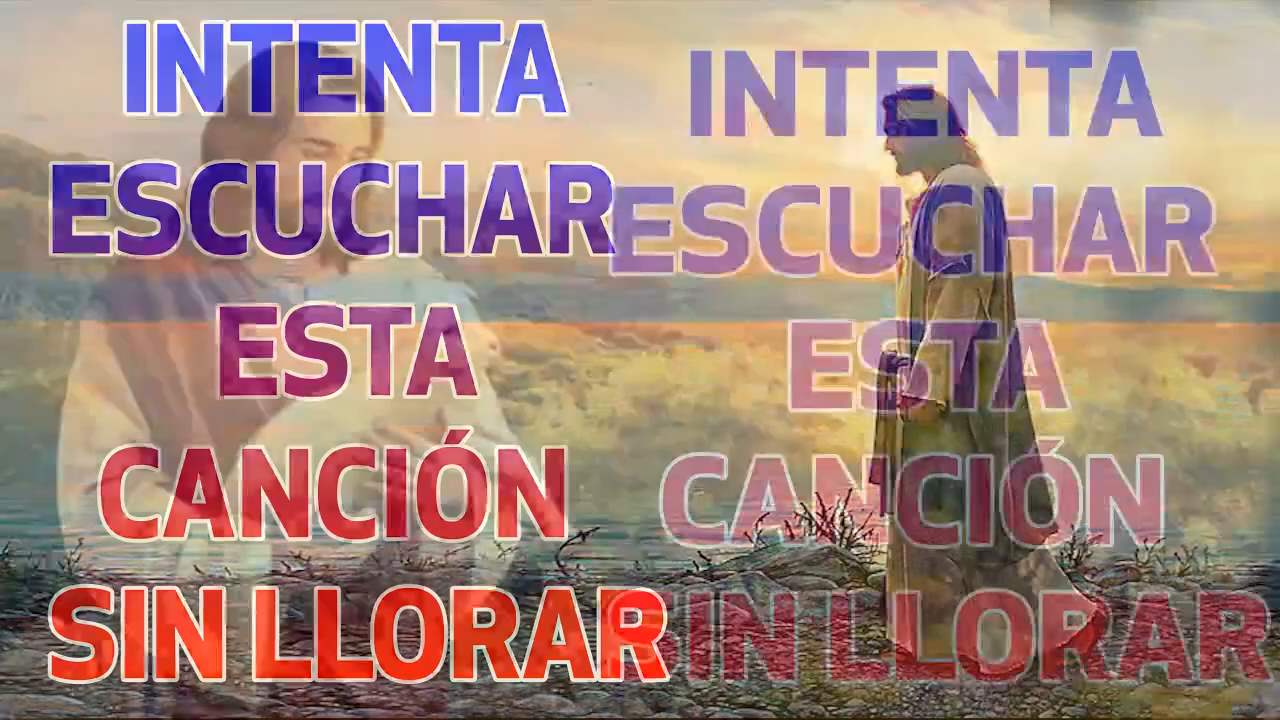 INTENTA
ESCUCHAR
ESTA
CANCIÓN
SIN LLORAR
INTENTA
ESCUCHAR
ESTA
CANCIÓN
SIN LLORAR